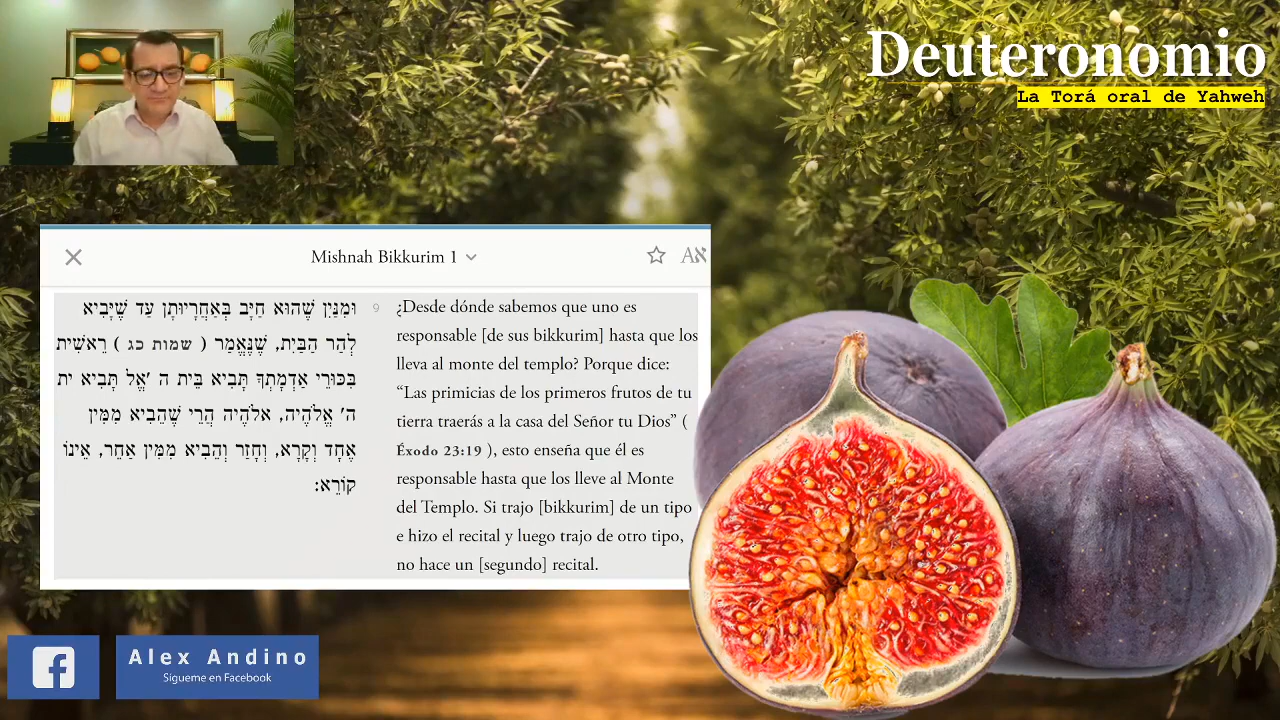 Deuteronomio
La Torá oral de Yahweh
Mishnah Bikkurim 1
וּמִנַּיִן שֶׁהוּא חַיָּב בְּאַחֲרָיוּתָן עַד שֶׁיָּבִיא
לְהַר הַבַּיִת, שֶׁנֶּאֱמַר ( שמות כג ) רֵאשִׁית
בִּכּוּרֵי אַדְמָתְךָ תָּבִיא בֵּית ה 'אֱל תָּבִיא ית
ה' אֱלֹהֶיה, אלֹהֶיה הֲרֵי שֶׁהֵבִיא מִמִּין
אֶחָד וְקָרָא, וְחָזַר וְהֵבִיא מִמִּין אַחֵר, אֵינוֹ
קוֹרֵא:
9
¿Desde dónde sabemos que uno es
responsable [de sus bikkurim] hasta que los
lleva al monte del templo? Porque dice:
“Las primicias de los primeros frutos de tu
tierra traerás a la casa del Señor tu Dios” (
Éxodo 23:19 ), esto enseña que él es
responsable hasta que los lleve al Monte
del Templo. Si trajo [bikkurim] de un tipo
e hizo el recital y luego trajo de otro tipo,
no hace un [segundo] recital.
Alex Andino
Sigueme en Facebook